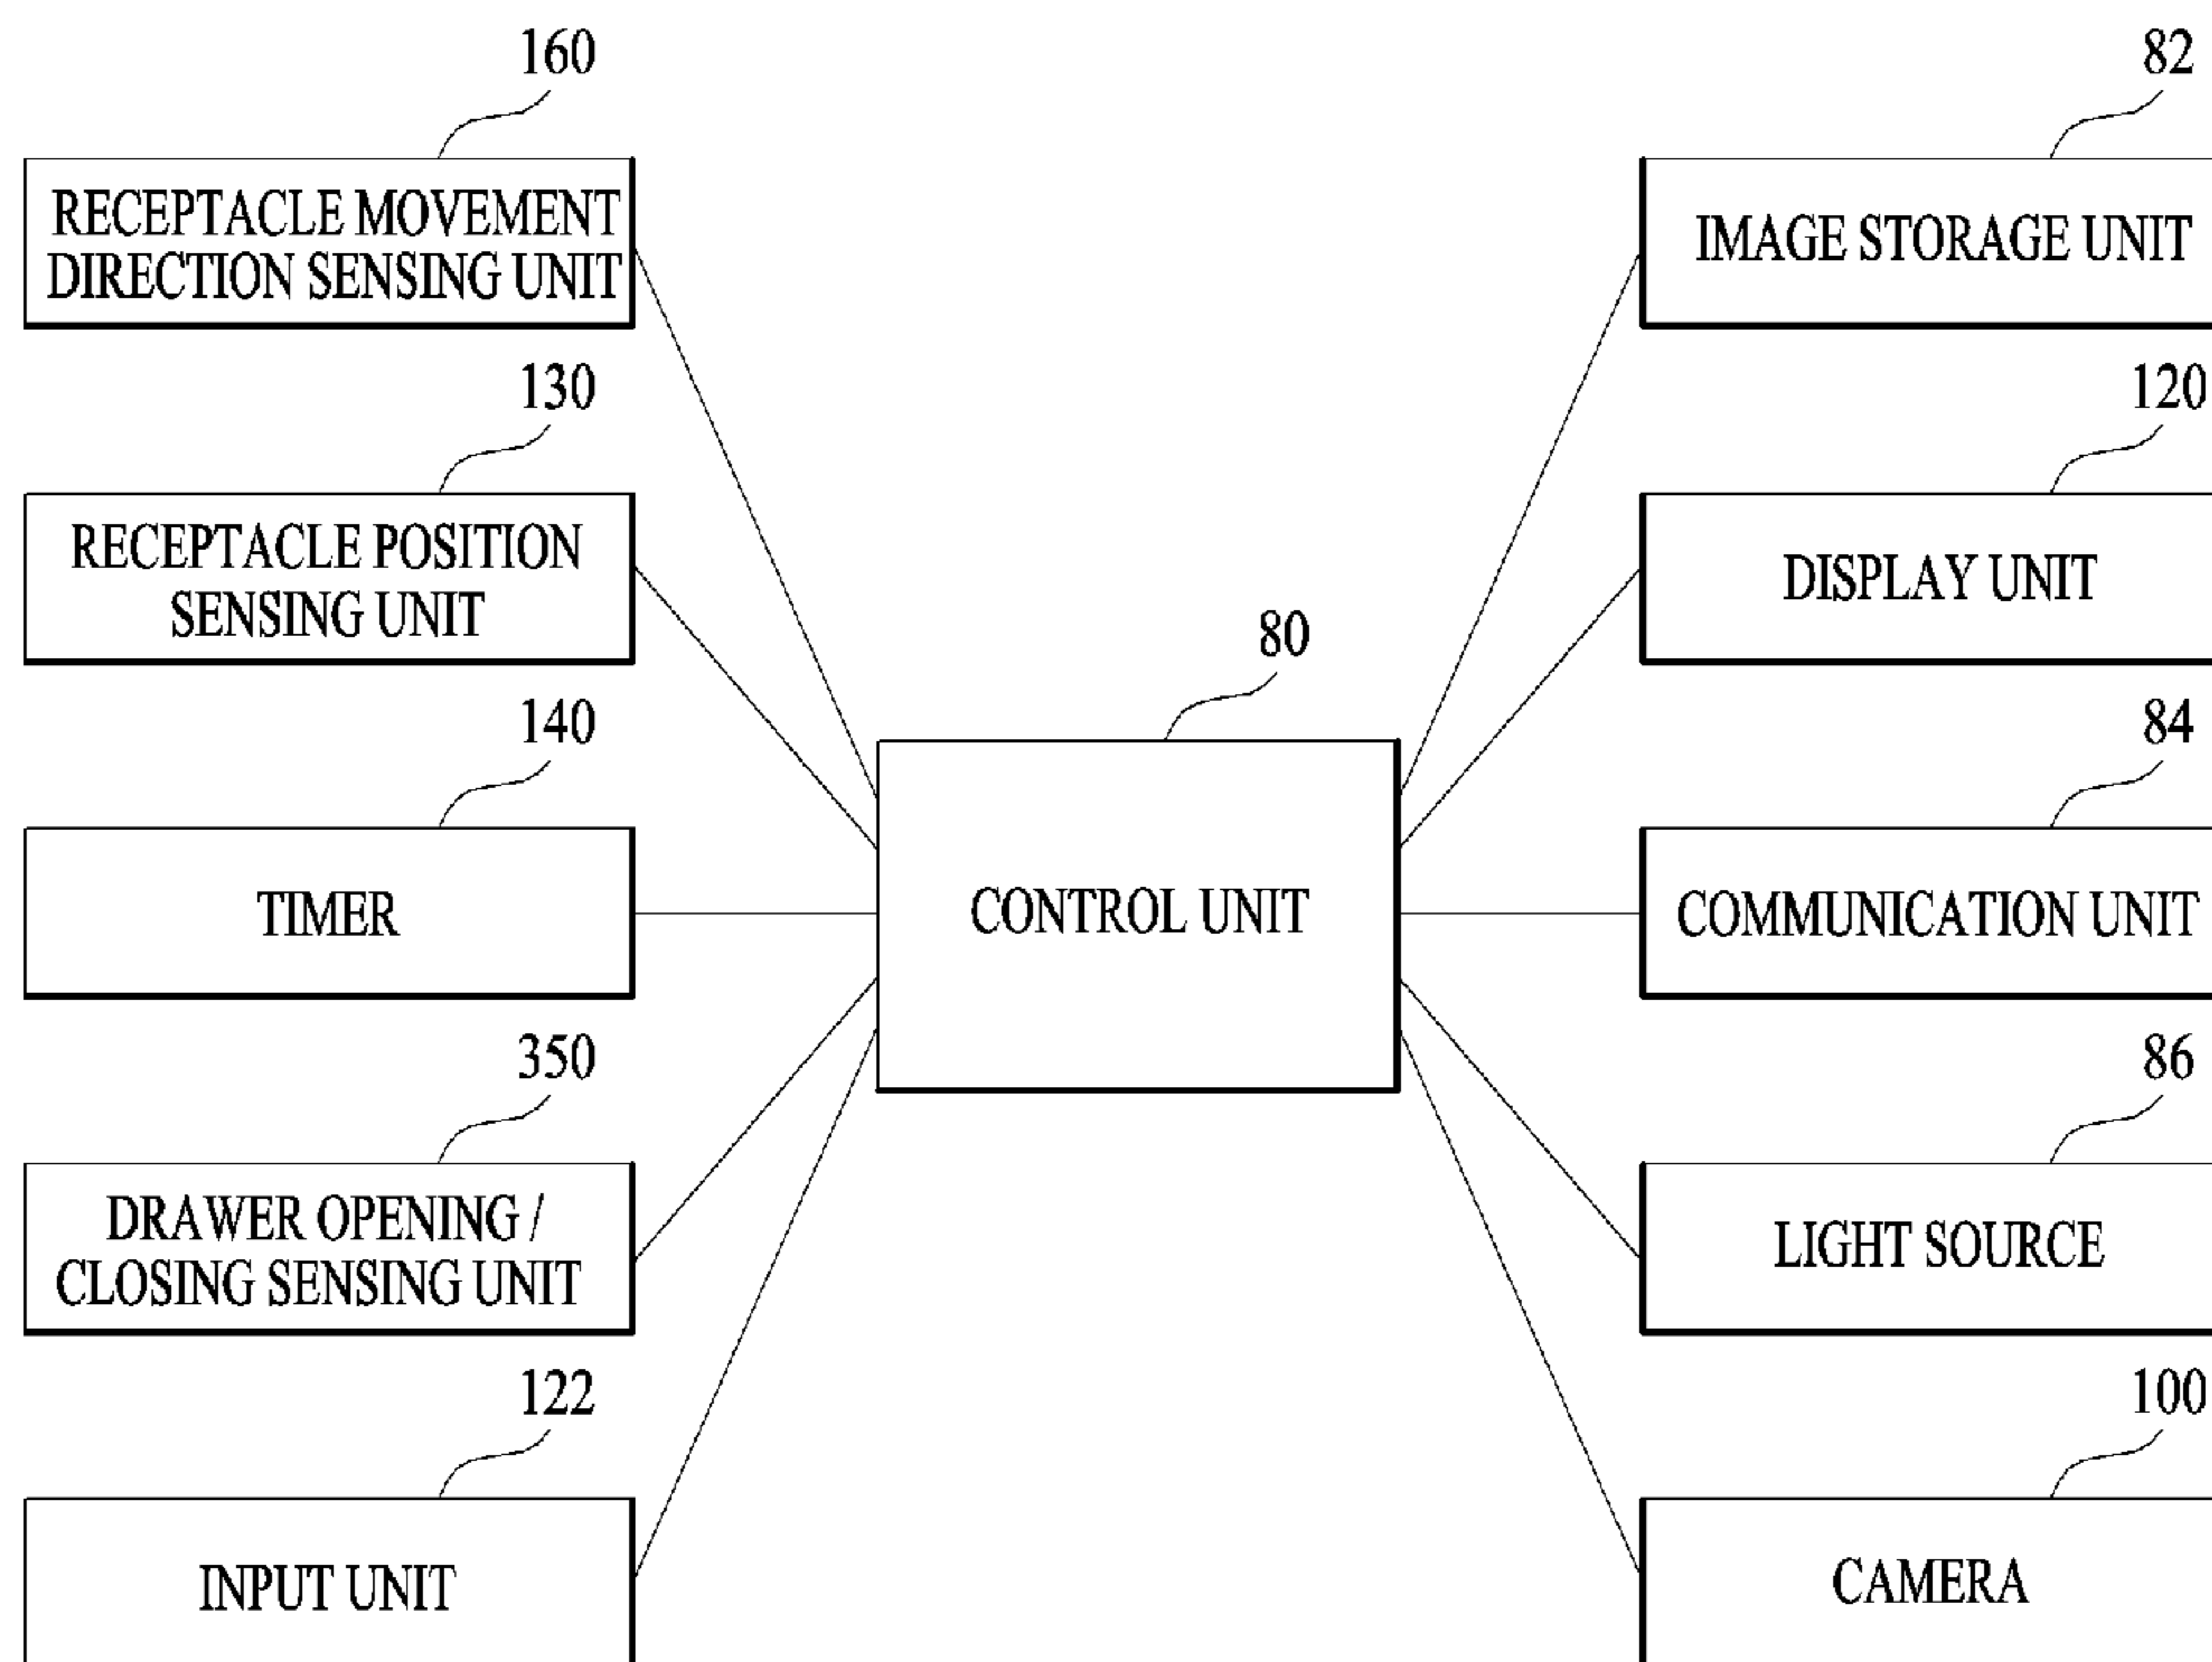 160
RECEPTACLE MOVEMENT
DIRECTION SENSING UNIT
130
RECEPTACLE POSITION
SENSING UNIT
140
TIMER
350
DRAWER OPENING /
CLOSING SENSING UNIT
122
INPUT UNIT
80
CONTROL UNIT
82
IMAGE STORAGE UNIT
120
DISPLAY UNIT
84
COMMUNICATION UNIT
86
LIGHT SOURCE
100
CAMERA